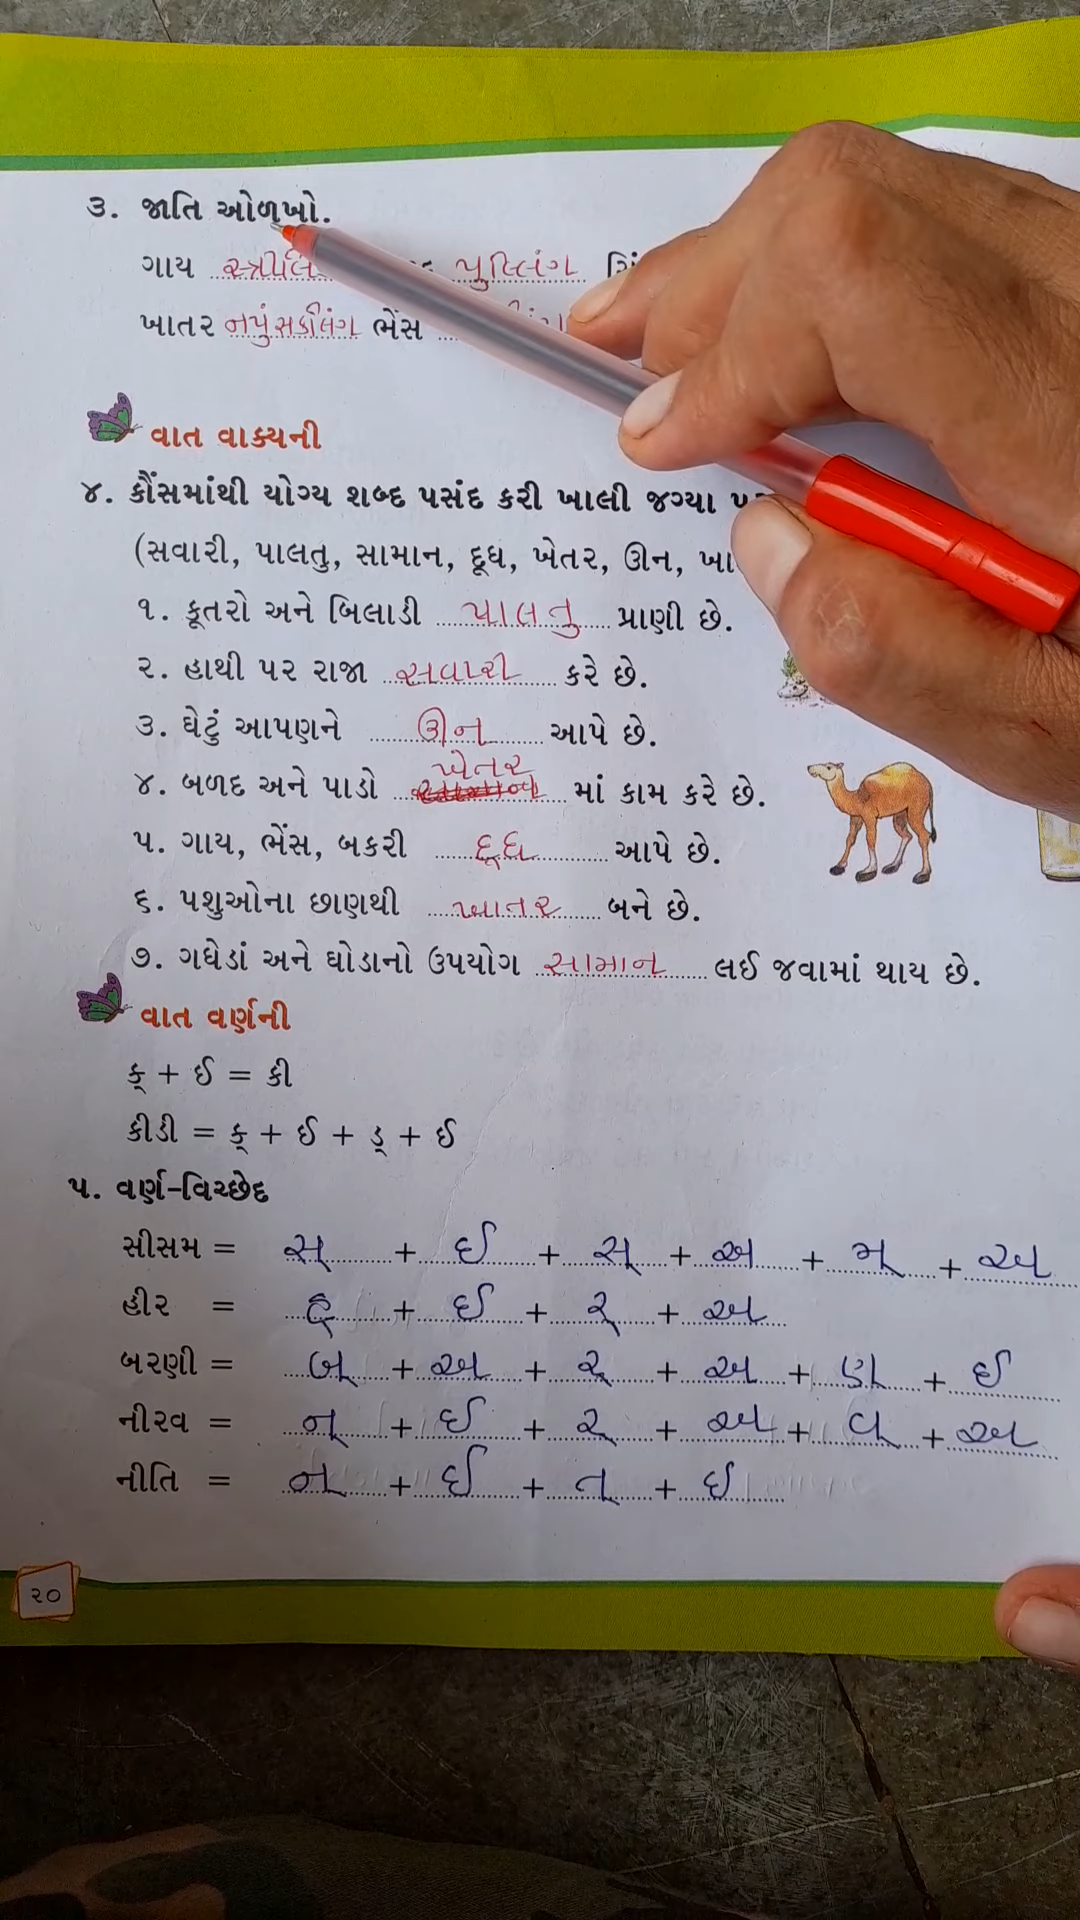 ૩. જાતિ ઓળખો.
ગાય સ્ત્રીલિં પુલ્લિંગ
ખાતર નપુંસકલિંગ ભેંસ
વાત વાક્યની
૪. કૌંસમાંથી યોગ્ય શબ્દ પસંદ કરી ખાલી જગ્યા
(સવારી, પાલતુ, સામાન, દૂધ, ખેતર, ઊન, ખા
૧. કૂતરો અને બિલાડી પાલતુ પ્રાણી છે.
૨. હાથી પર રાજા સવારી કરે છે.
૩. ઘેટું આપણને ઊન આપે છે.
૪. બળદ અને પાડો ખેતર માં કામ કરે છે.
૫. ગાય, ભેંસ, બકરી દૂધ આપે છે.
૬. પશુઓના છાણથી ખાતર બને છે.
૭. ગધેડાં અને ઘોડાનો ઉપયોગ સામાન લઈ જવામાં થાય છે.
વાત વર્ણની
ક્ + ઈ = કી
કીડી = ક્ + ઈ + ડ્ + ઈ
૫. વર્ણ-વિચ્છેદ
સીસમ = સ્ + ઈ + સ્ + અ + મ્ + અ
હીર = હ્ + ઈ + ર્ + અ
બરણી = બ્ + અ + ર્ + અ + ણ્ + ઈ
નીરવ = ન્ + ઈ + ર્ + અ + વ્ + અ
નીતિ = ન્ + ઈ + ત્ + ઇ
૨૦